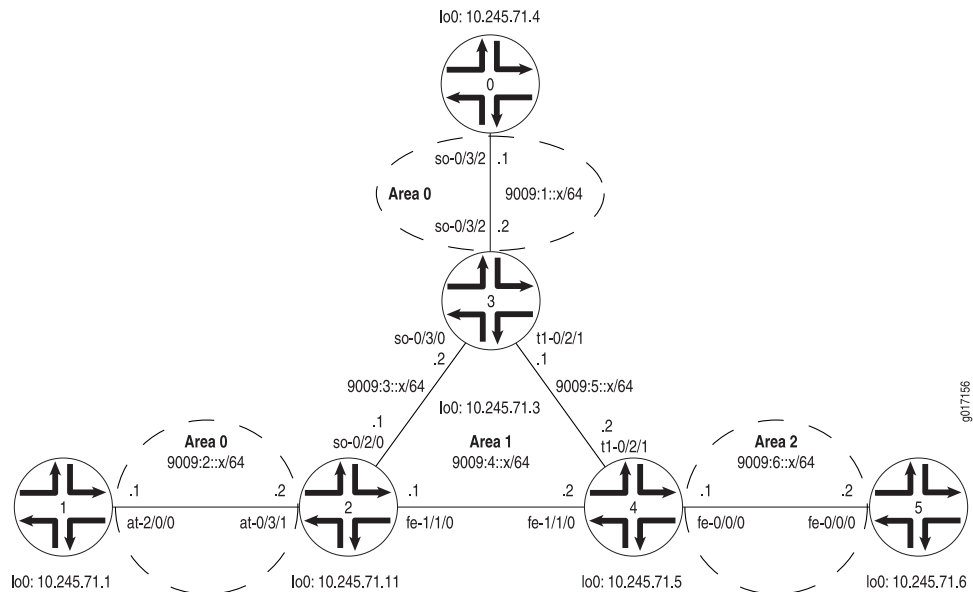 lo0: 10.245.71.4
0
so-0/3/2 .1
Area 0 9009:1::x/64
so-0/3/2 .2
3
so-0/3/0 t1-0/2/1
.2 .1
9009:3::x/64 9009:5::x/64
g017156
lo0: 10.245.71.3
.1 .2
Area 0 so-0/2/0 Area 1 t1-0/2/1 Area 2
9009:2::x/64 9009:4::x/64 9009:6::x/64
.1 .2 .1 .2 .1 .2
1 2 4 5
at-2/0/0 at-0/3/1 fe-1/1/0 fe-1/1/0 fe-0/0/0 fe-0/0/0
lo0: 10.245.71.1 lo0: 10.245.71.11 lo0: 10.245.71.5 lo0: 10.245.71.6